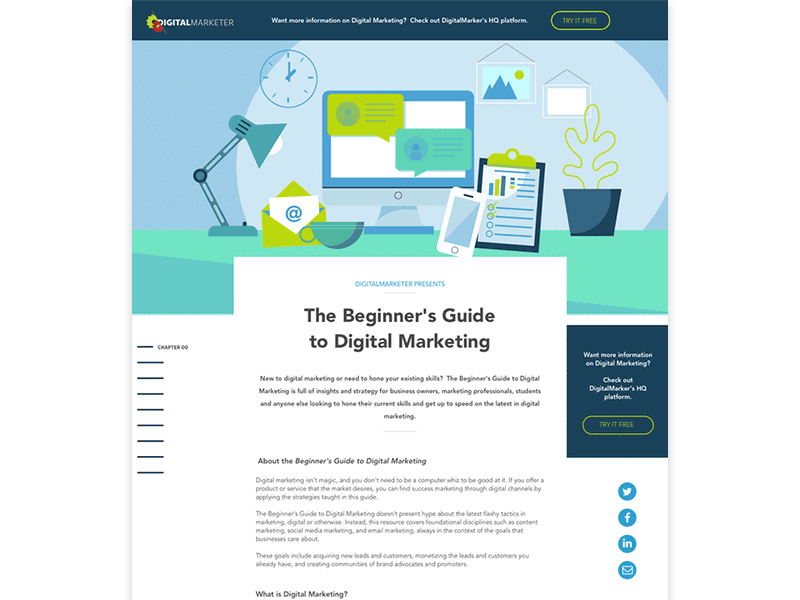 DIGITALMARKETER
Want more information on Digital Marketing? Check out DigitalMarker's HQ platform.
TRY IT FREE
@
DIGITALMARKETER PRESENTS
The Beginner's Guide
to Digital Marketing
CHAPTER 00
New to digital marketing or need to hone your existing skills? The Beginner's Guide to Digital
Marketing is full of insights and strategy for business owners, marketing professionals, students
and anyone else looking to hone their current skills and get up to speed on the latest in digital
marketing.
Want more information
on Digital Marketing?
Check out
DigitalMarker's HQ
platform.
TRY IT FREE
About the Beginner's Guide to Digital Marketing
Digital marketing isn't magic, and you don't need to be a computer whiz to be good at it. If you offer a
product or service that the market desires, you can find success marketing through digital channels by
applying the strategies taught in this guide.
The Beginner's Guide to Digital Marketing doesn't present hype about the latest flashy tactics in
marketing, digital or otherwise. Instead, this resource covers foundational disciplines such as content
marketing, social media marketing, and email marketing, always in the context of the goals that
businesses care about.
These goals include acquiring new leads and customers, monetizing the leads and customers you
already have, and creating communities of brand advocates and promoters.
What is Digital Marketing?